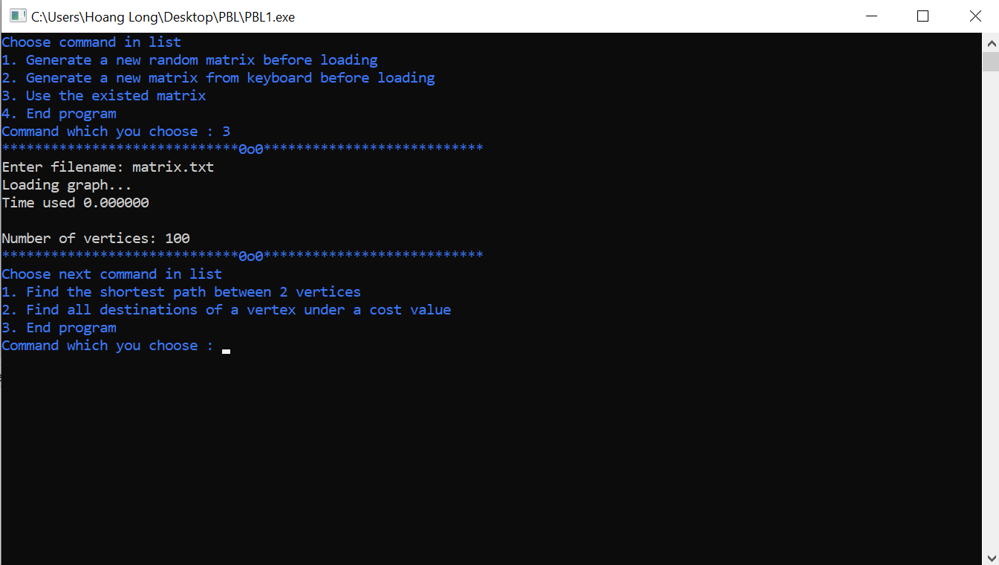 C:\Users\Hoang Long\Desktop\PBL\PBL1.exe
Choose command in list
1. Generate a new random matrix before loading
2. Generate a new matrix from keyboard before loading
3. Use the existed matrix
4. End program
Command which you choose : 3
*****************************0o0***************************
Enter filename: matrix.txt
Loading graph...
Time used 0.000000
Number of vertices: 100
*****************************0o0***************************
Choose next command in list
1. Find the shortest path between 2 vertices
2. Find all destinations of a vertex under a cost value
3. End program
Command which you choose :